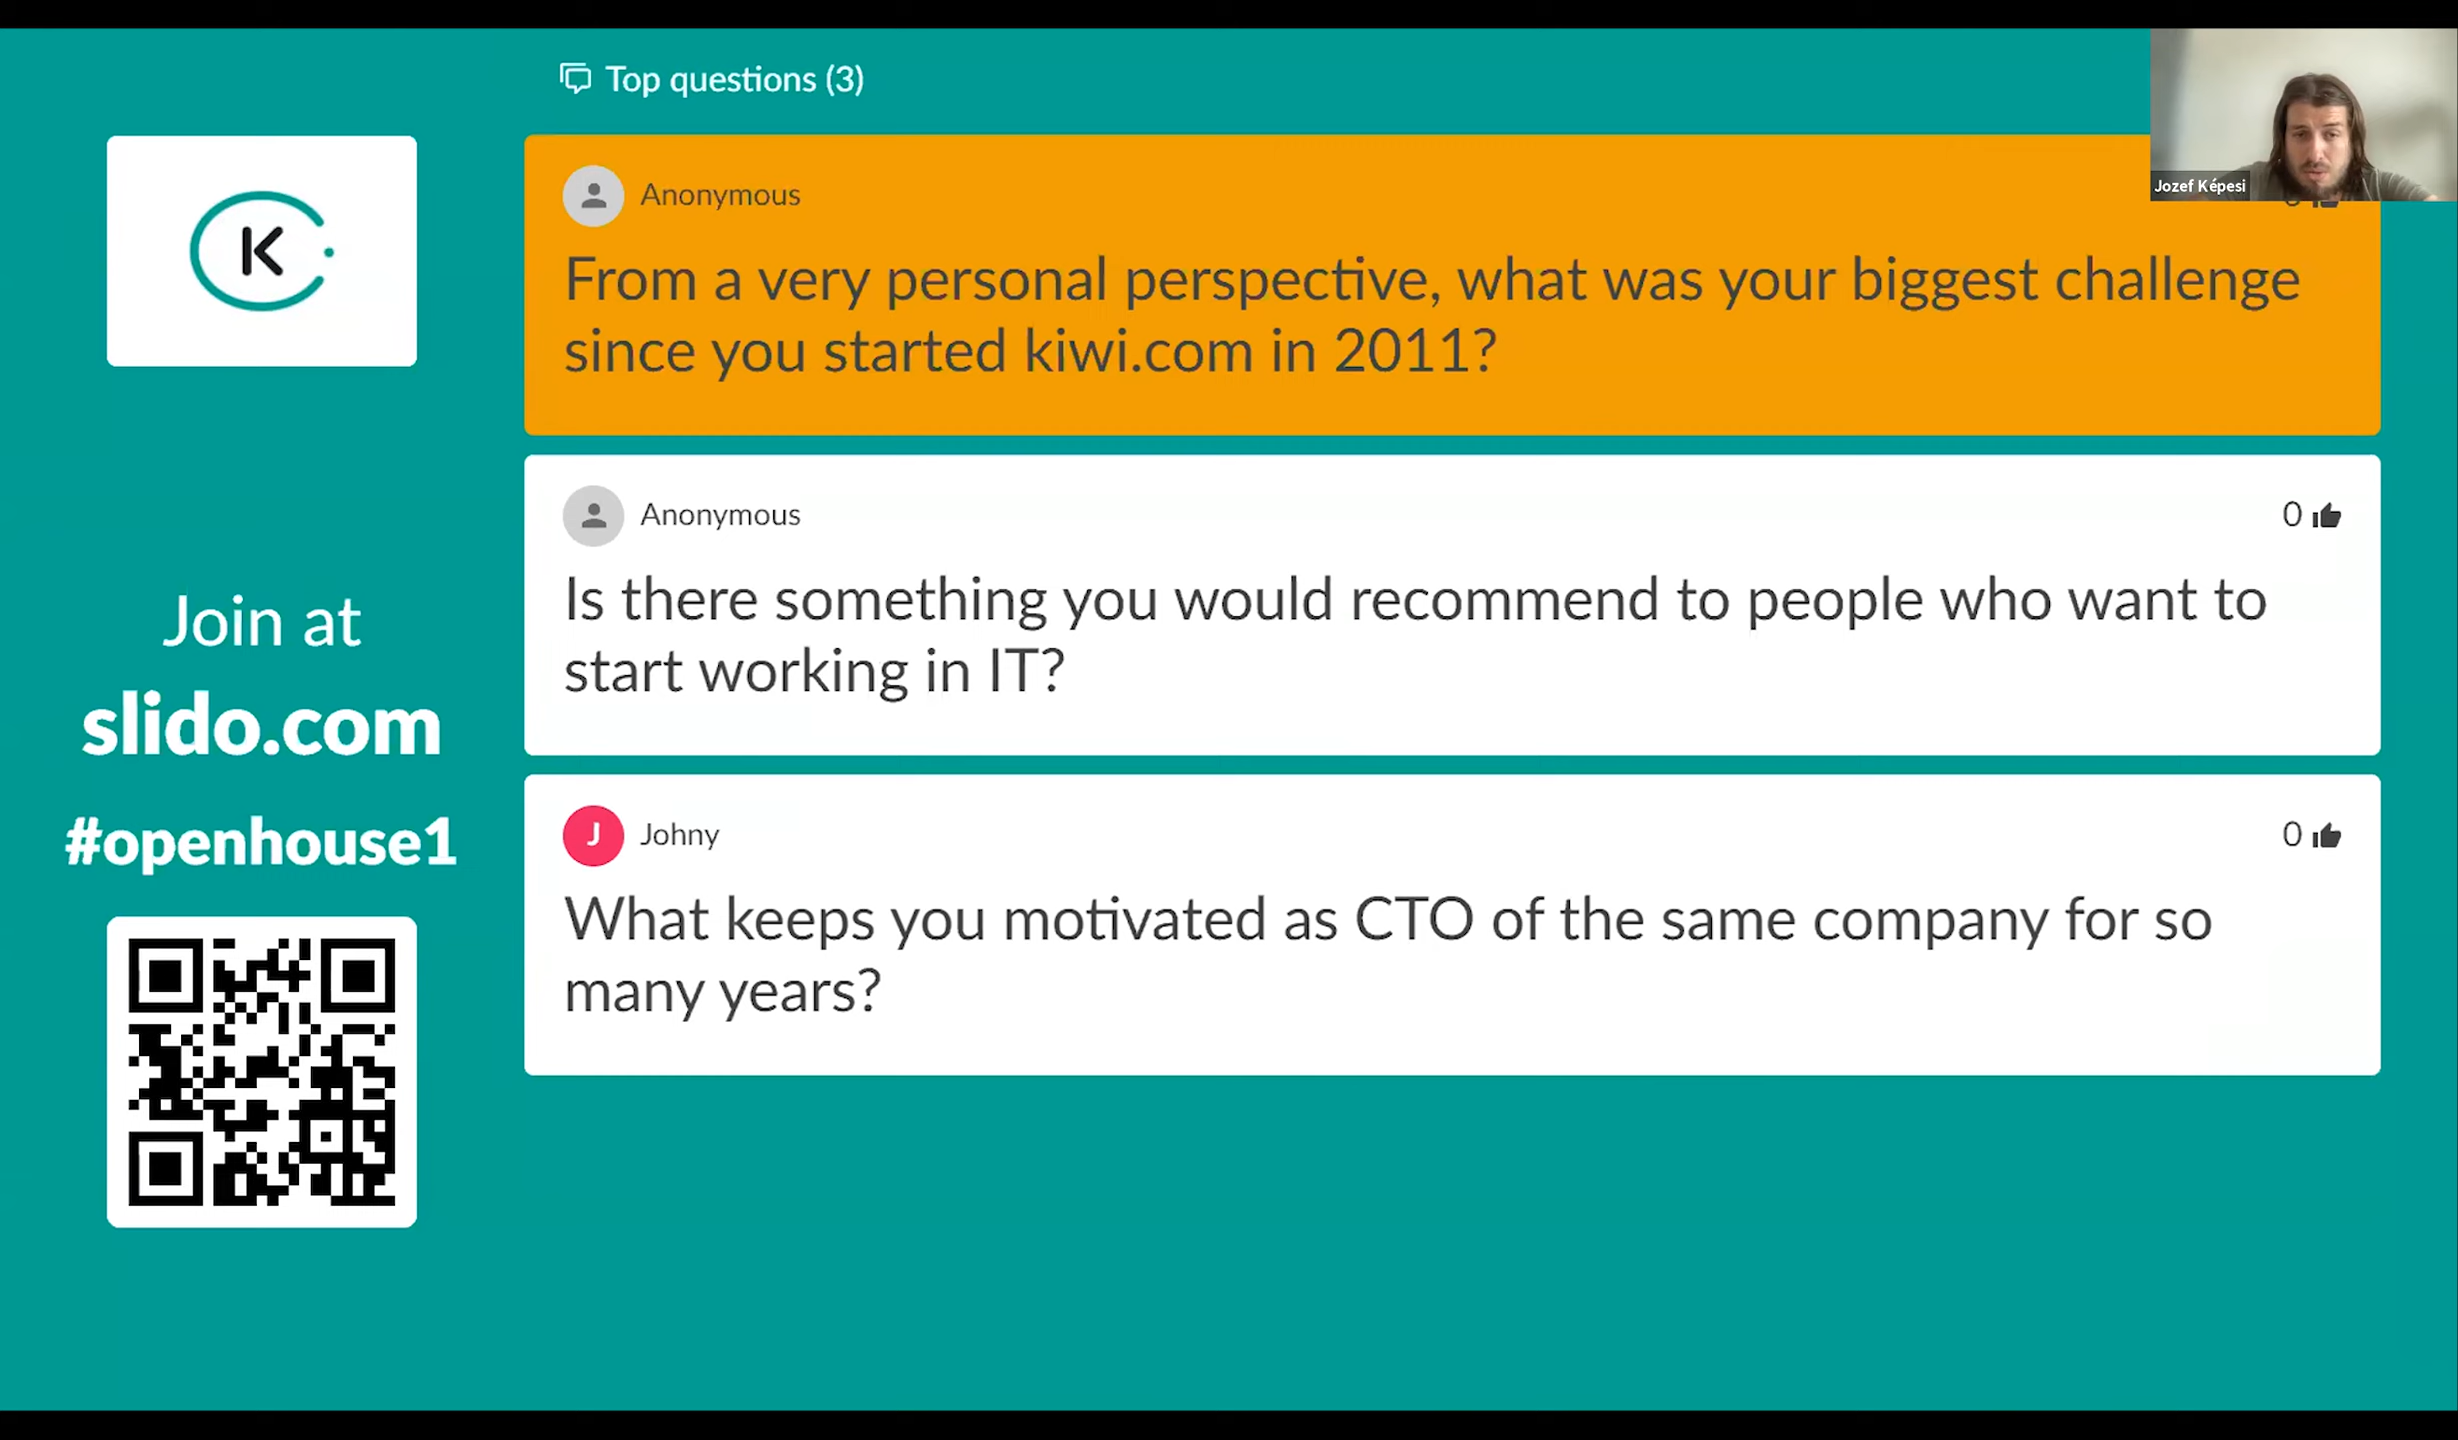 Top questions (3)
Jozef Képesi
K
Anonymous
From a very personal perspective, what was your biggest challenge
since you started kiwi.com in 2011?
Anonymous
0
Is there something you would recommend to people who want to
start working in IT?
Johny
J
0
What keeps you motivated as CTO of the same company for so
many years?
Join at
slido.com
#openhouse1